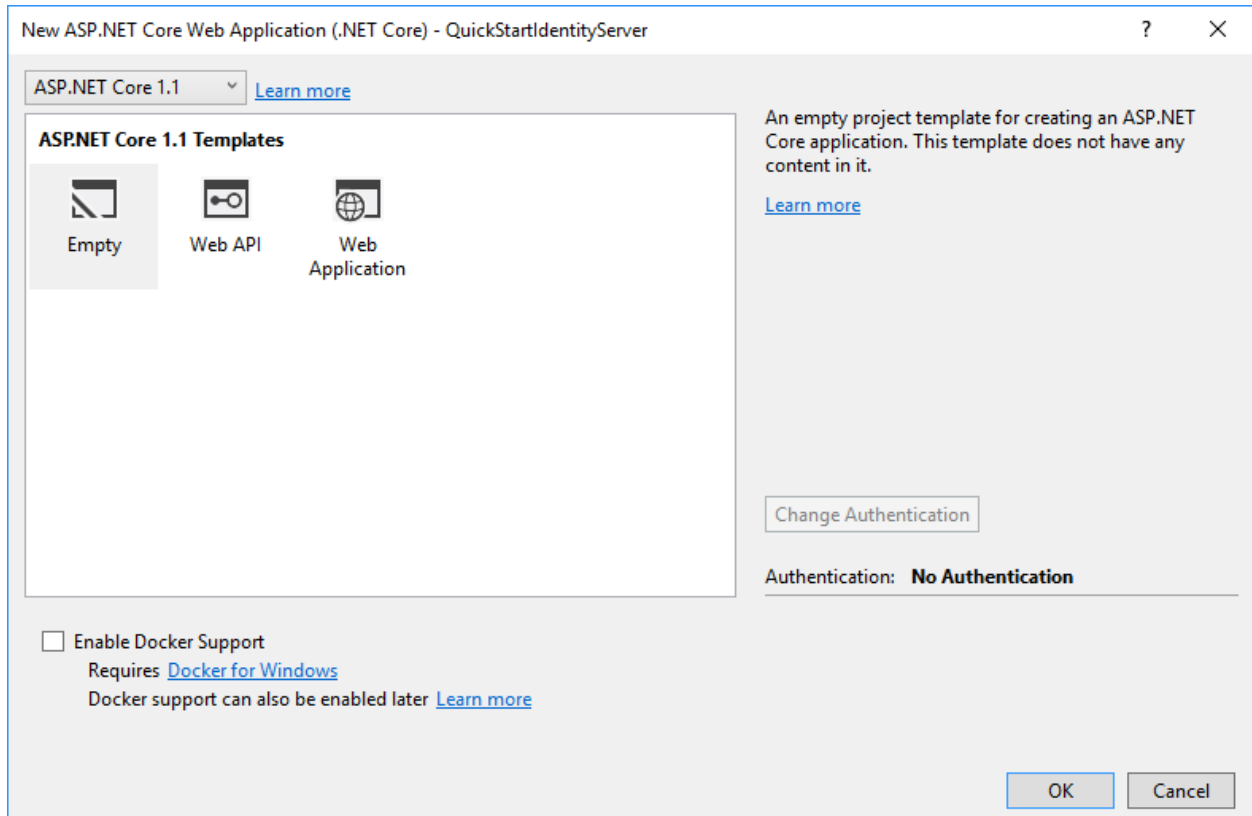 New ASP.NET Core Web Application (.NET Core) - QuickStartIdentityServer
ASP.NET Core 1.1
Learn more
ASP.NET Core 1.1 Templates
Empty
Web API
Web
Application
An empty project template for creating an ASP.NET
Core application. This template does not have any
content in it.
Learn more
Change Authentication
Authentication: No Authentication
Enable Docker Support
Requires Docker for Windows
Docker support can also be enabled later Learn more
OK
Cancel